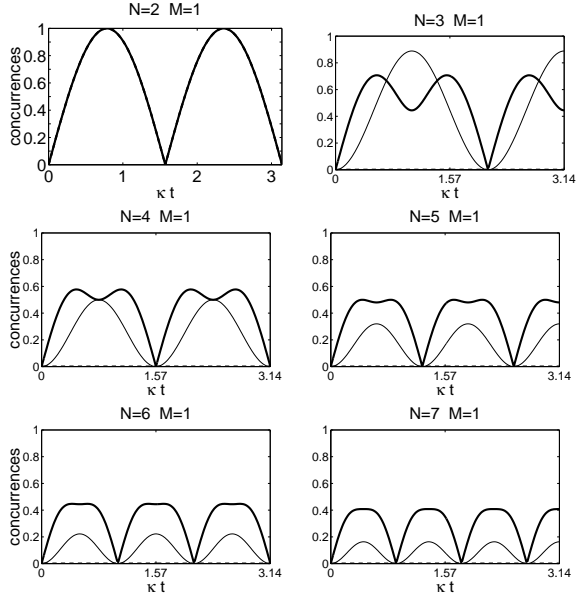 N=2 M=1
concurrences
1
0.8
0.6
0.4
0.2
0
0 1 2 3
κ t
N=3 M=1
1
0.8
0.6
0.4
0.2
0
0 1.57 3.14
κ t
N=4 M=1
concurrences
1
0.8
0.6
0.4
0.2
0
0 1.57 3.14
κ t
N=5 M=1
1
0.8
0.6
0.4
0.2
0
0 1.57 3.14
κ t
N=6 M=1
concurrences
1
0.8
0.6
0.4
0.2
0
0 1.57 3.14
κ t
N=7 M=1
1
0.8
0.6
0.4
0.2
0
0 1.57 3.14
κ t